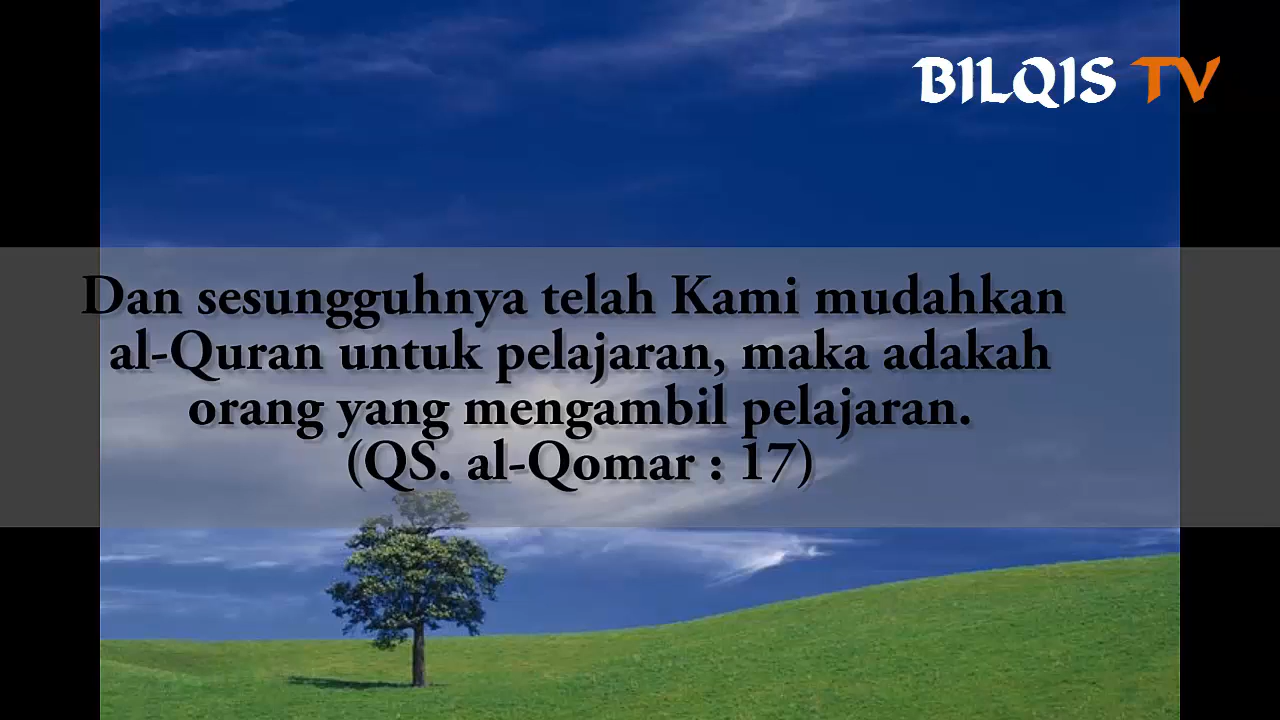 BILQIS TV
Dan sesungguhnya telah Kami mudahkan
al-Quran untuk pelajaran, maka adakah
orang yang mengambil pelajaran.
(QS. al-Qomar : 17)